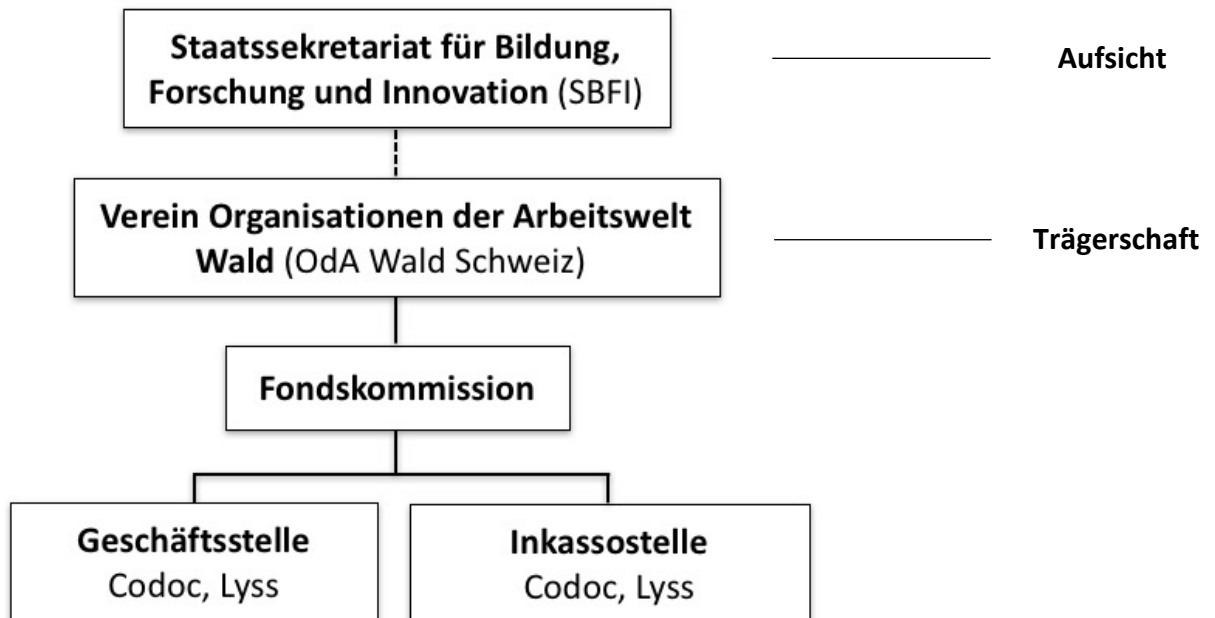 Staatssekretariat für Bildung,
Forschung und Innovation (SBFI)
Aufsicht
Verein Organisationen der Arbeitswelt
Wald (OdA Wald Schweiz)
Trägerschaft
Fondskommission
Geschäftsstelle
Codoc, Lyss
Inkassostelle
Codoc, Lyss